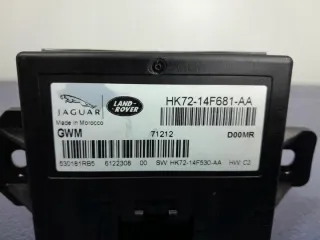 JAGUAR
LAND-ROVER
HK72-14F681-AA
Made in Morocco
GWM 71212 D00MR
530181RB5 6122308 00 SW: HK72-14F530-AA HW: C2